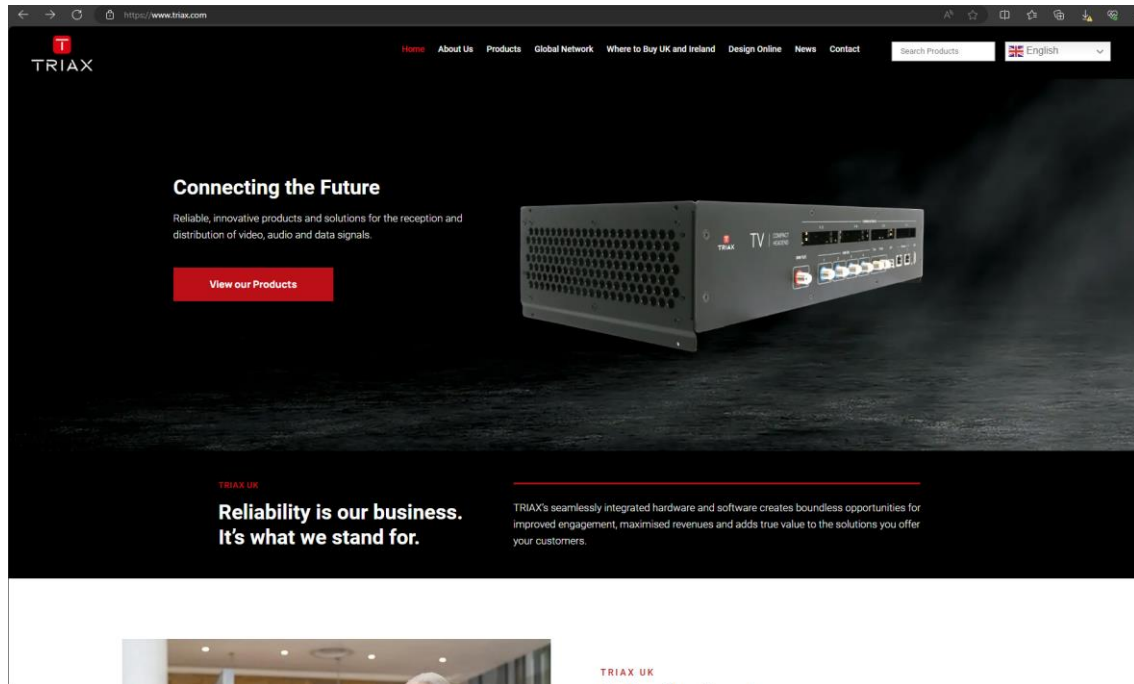 https://www.triax.com
TRIAX
Home About Us Products Global Network Where to Buy UK and Ireland Design Online News Contact
Search Products
English
Connecting the Future
Reliable, innovative products and solutions for the reception and
distribution of video, audio and data signals.
View our Products
TRIAX
TV
COMPACT
HEADEND
TRIAX UK
Reliability is our business.
It's what we stand for.
TRIAX's seamlessly integrated hardware and software creates boundless opportunities for
improved engagement, maximised revenues and adds true value to the solutions you offer
your customers.
TRIAX UK